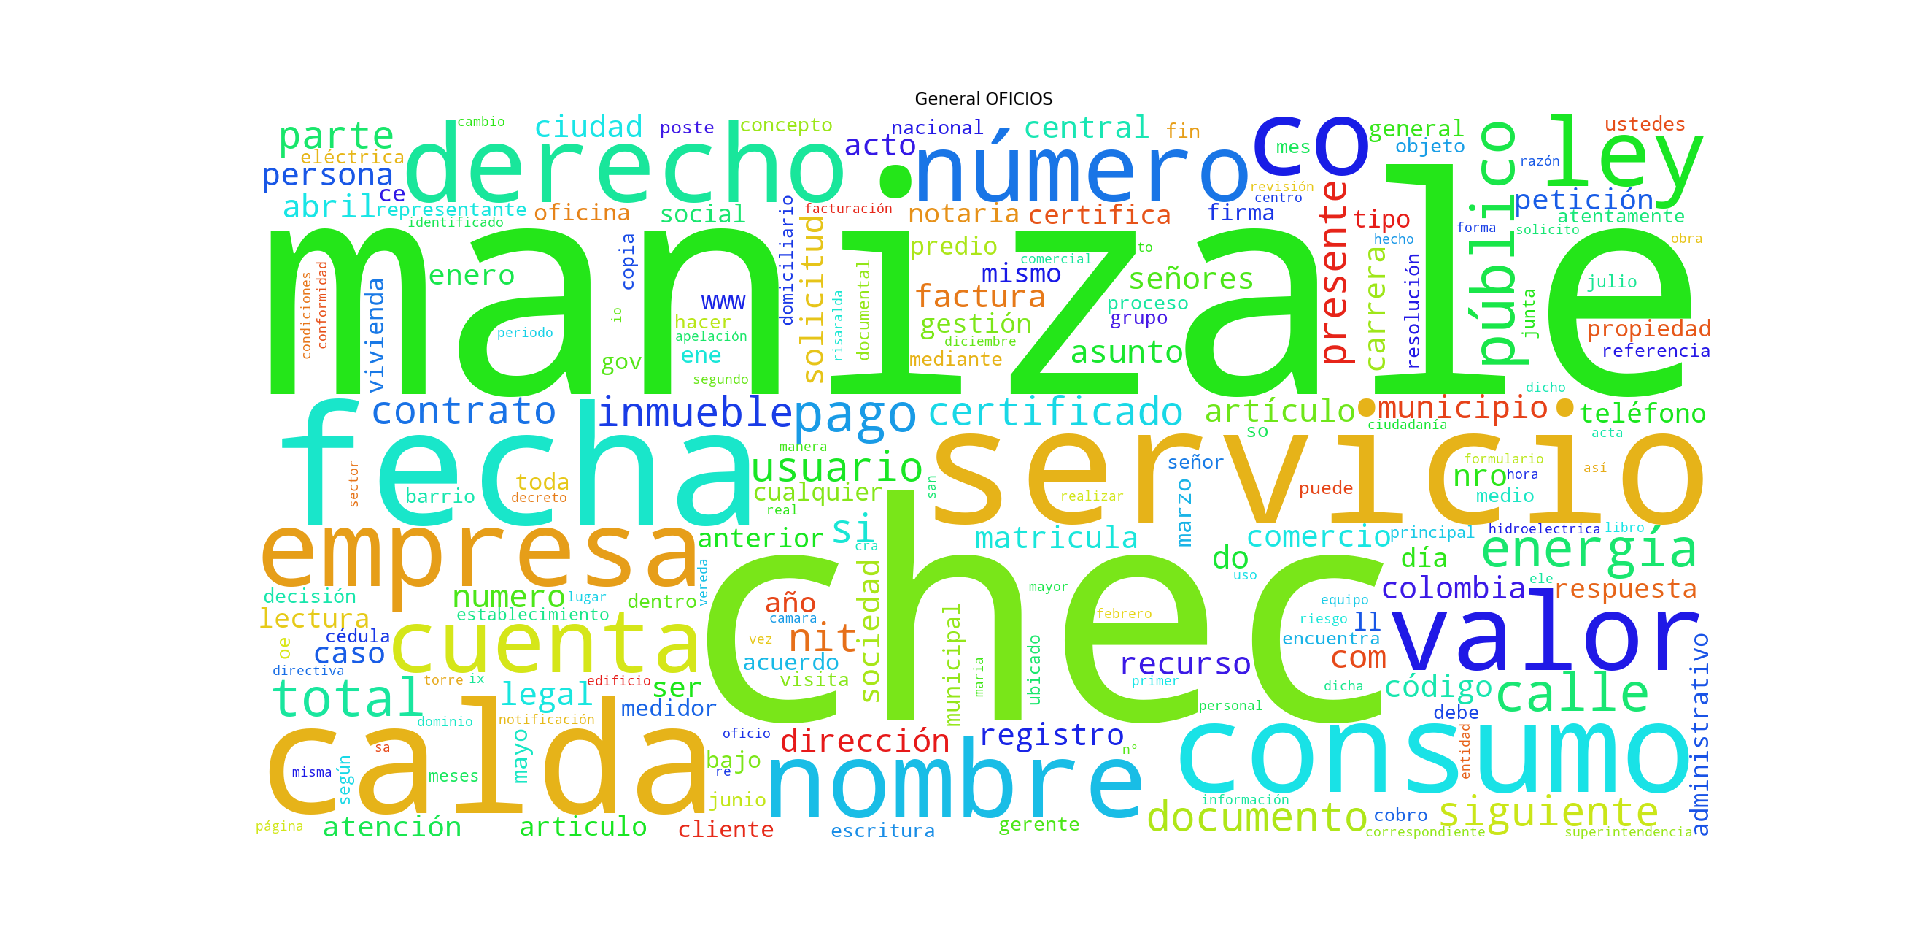 General OFICIOS
parte
cambio
ciudad
poste
concepto
nacional
central
fin
co
general
ley
ustedes
eléctrica
derecho
acto
número
mes
objeto
razón
persona
ce
revisión
centro
público
petición
abril
representante
identificado
oficina
social
domiciliario
facturación
notaria
certifica
firma
presente
tipo
hecho
forma
solicito
atentamente
obra
manizale
condiciones
conformidad
vivienda
enero
periodo
io
copia
gov
www
hacer
apelación
ene
segundo
solicitud
risaralda
documental
predio
mismo
factura
gestión
diciembre
mediante
comercial
to
señores
proceso
grupo
asunto
carrera
resolución
junta
julio
propiedad
referencia
dicho
fecha
contrato
inmueble
pago
certificado
artículo
so
municipio
ciudadanía
teléfono
acta
manera
usuario
servicio
sector
barrio
toda
decreto
cualquier
real
san
realizar
señor
marzo
puede
formulario
nro
hora
medio
así
empresa
anterior
si
cra
matricula
do
uso
comercio
principal
hidroelectrica
libro
día
energía
decisión
numero
lugar
establecimiento
dentro
vereda
chec
año
camara
sociedad
mayor
febrero
colombia
ele
respuesta
lectura
oe
cédula
caso
directiva
cuenta
vez
nit
acuerdo
visita
municipal
maria
ubicado
recurso
primer
equipo
riesgo
encuentra
ll
com
dicha
valor
código
calle
administrativo
total
torre
ix
legal
edificio
ser
medidor
personal
debe
dominio
notificación
oficio
dirección
registro
nº
consumo
entidad
calda
sa
misma
según
meses
mayo
bajo
re
junio
nombre
información
documento
cobro
siguiente
página
atención
articulo
cliente
escritura
gerente
correspondiente
superintendencia